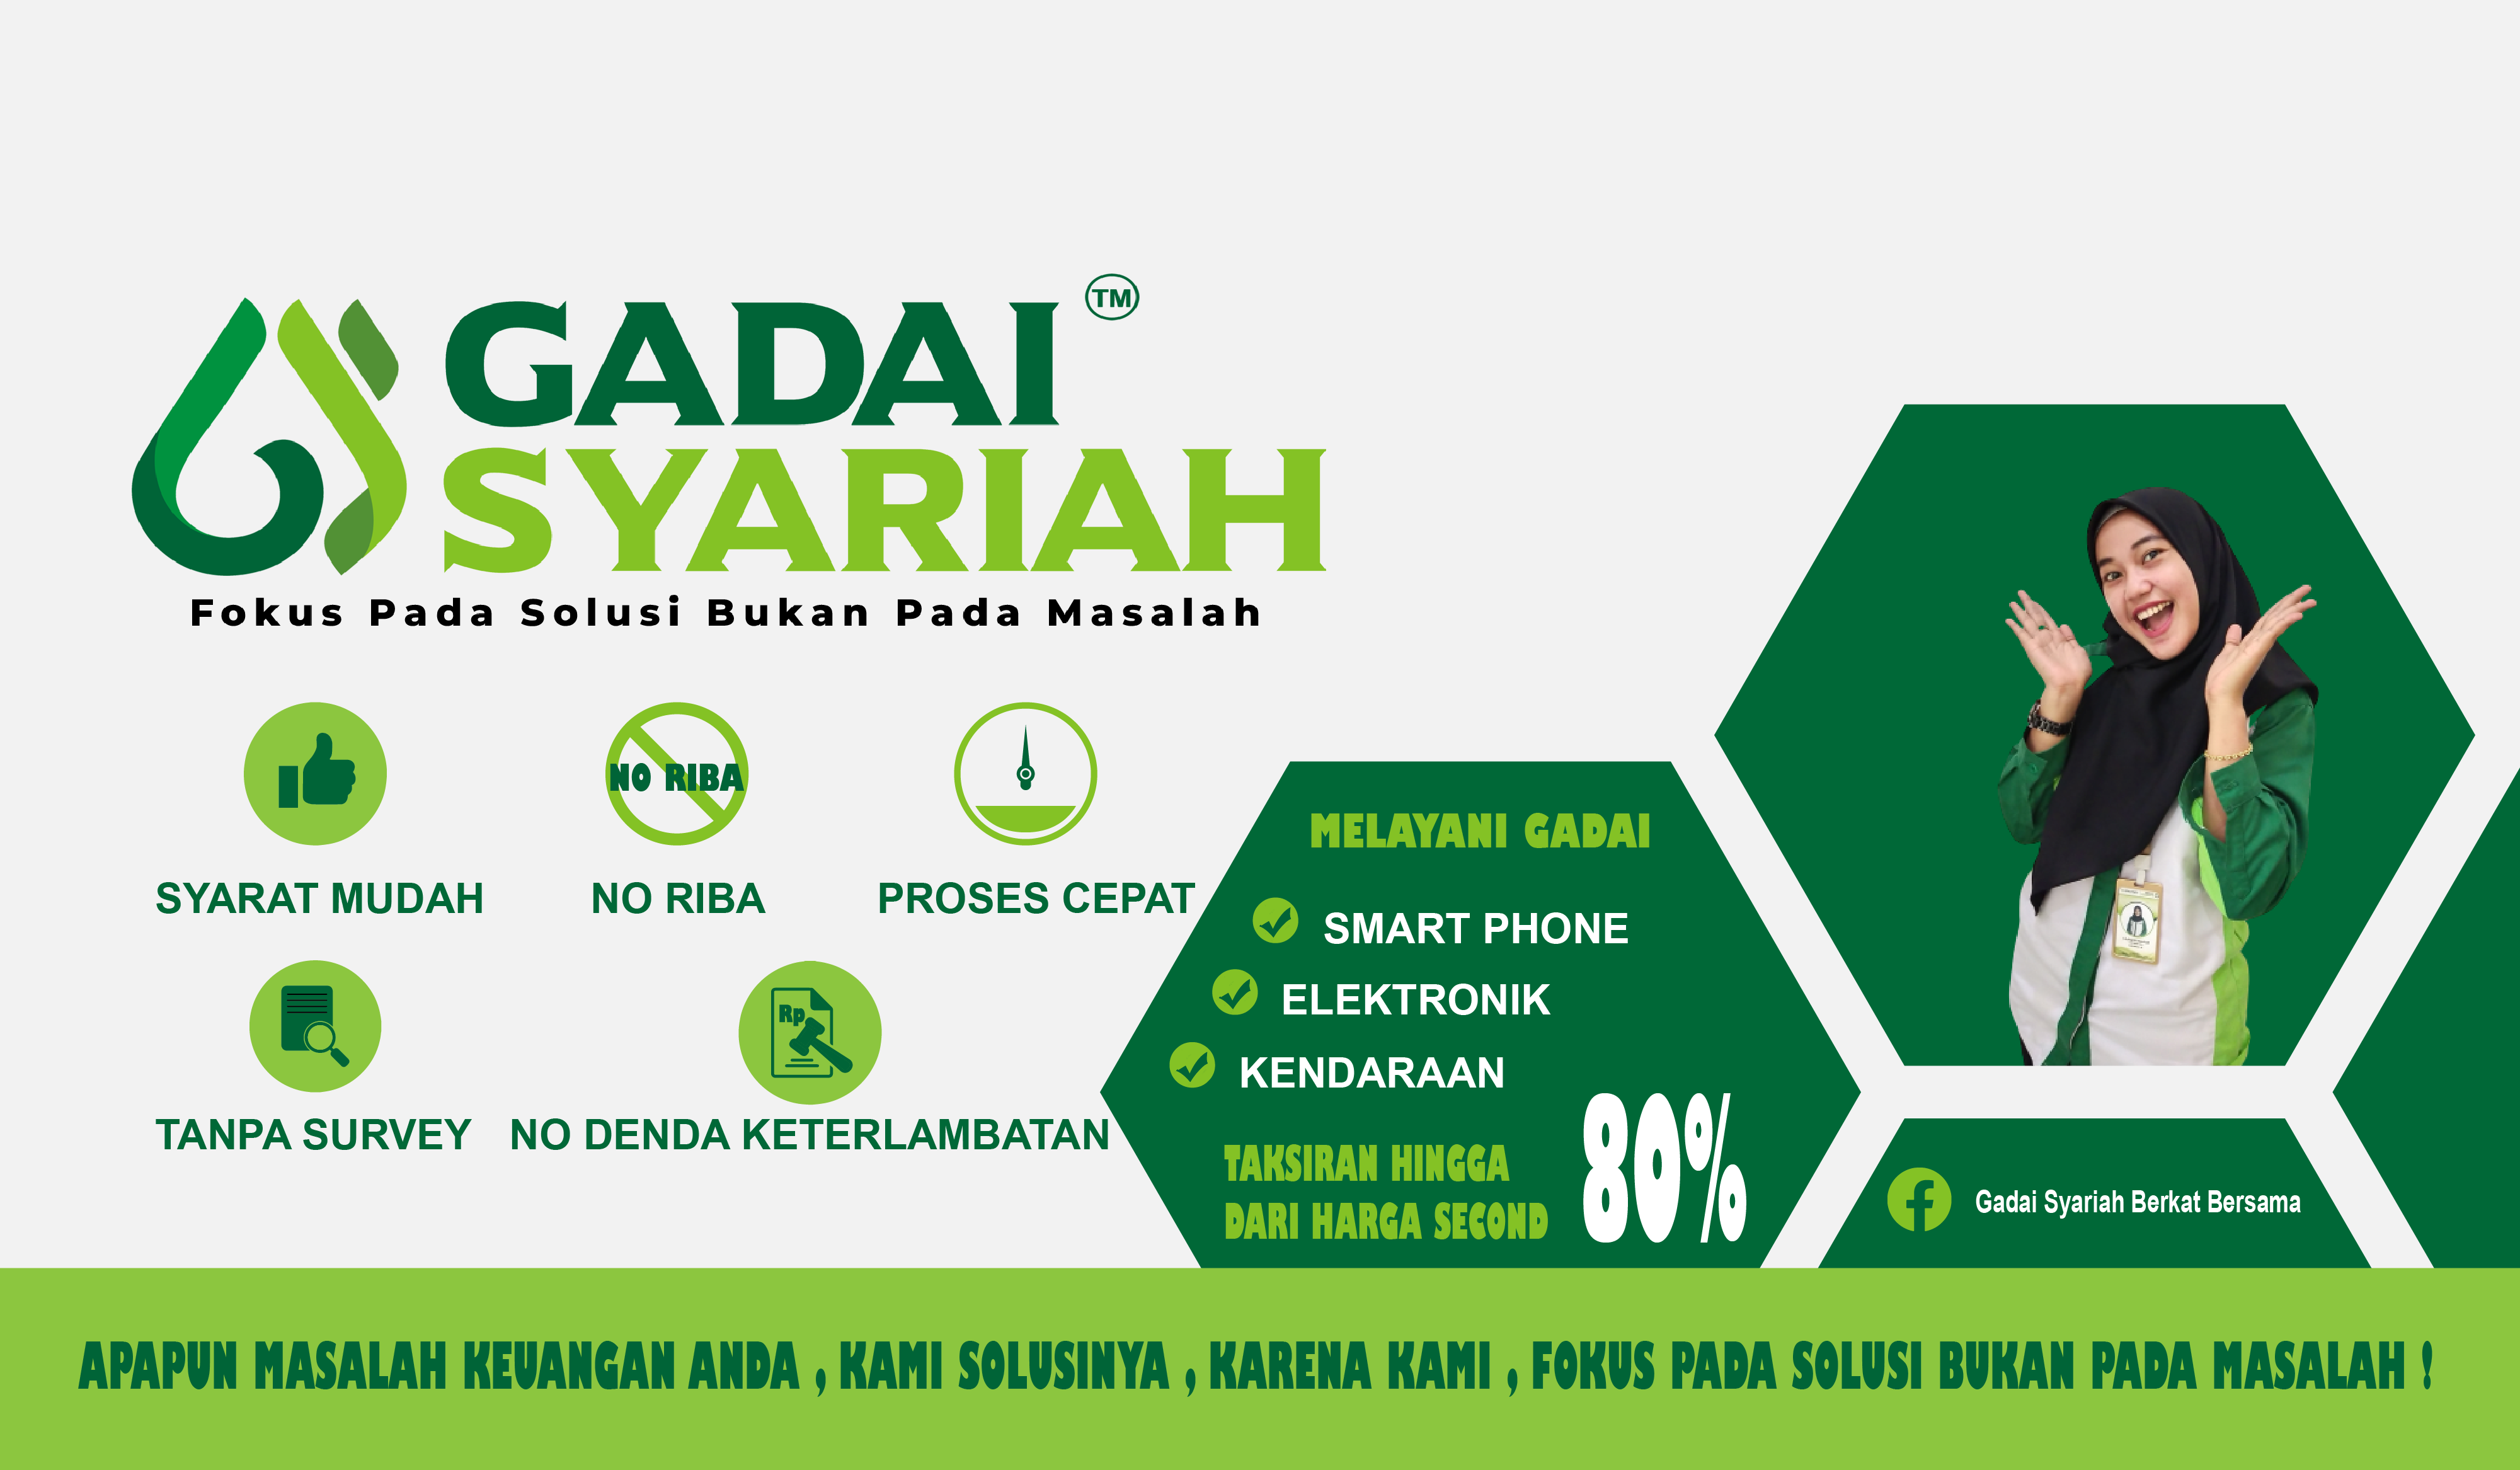 GADAI
TM
SYARIAH
Fokus Pada Solusi Bukan Pada Masalah
NO RIBA
SYARAT MUDAH
NO RIBA
PROSES CEPAT
Rp
TANPA SURVEY
NO DENDA KETERLAMBATAN
MELAYANI GADAI
SMART PHONE
ELEKTRONIK
KENDARAAN
TAKSIRAN HINGGA
DARI HARGA SECOND
80%
Gadai Syariah Berkat Bersama
APAPUN MASALAH KEUANGAN ANDA , KAMI SOLUSINYA , KARENA KAMI , FOKUS PADA SOLUSI BUKAN PADA MASALAH !